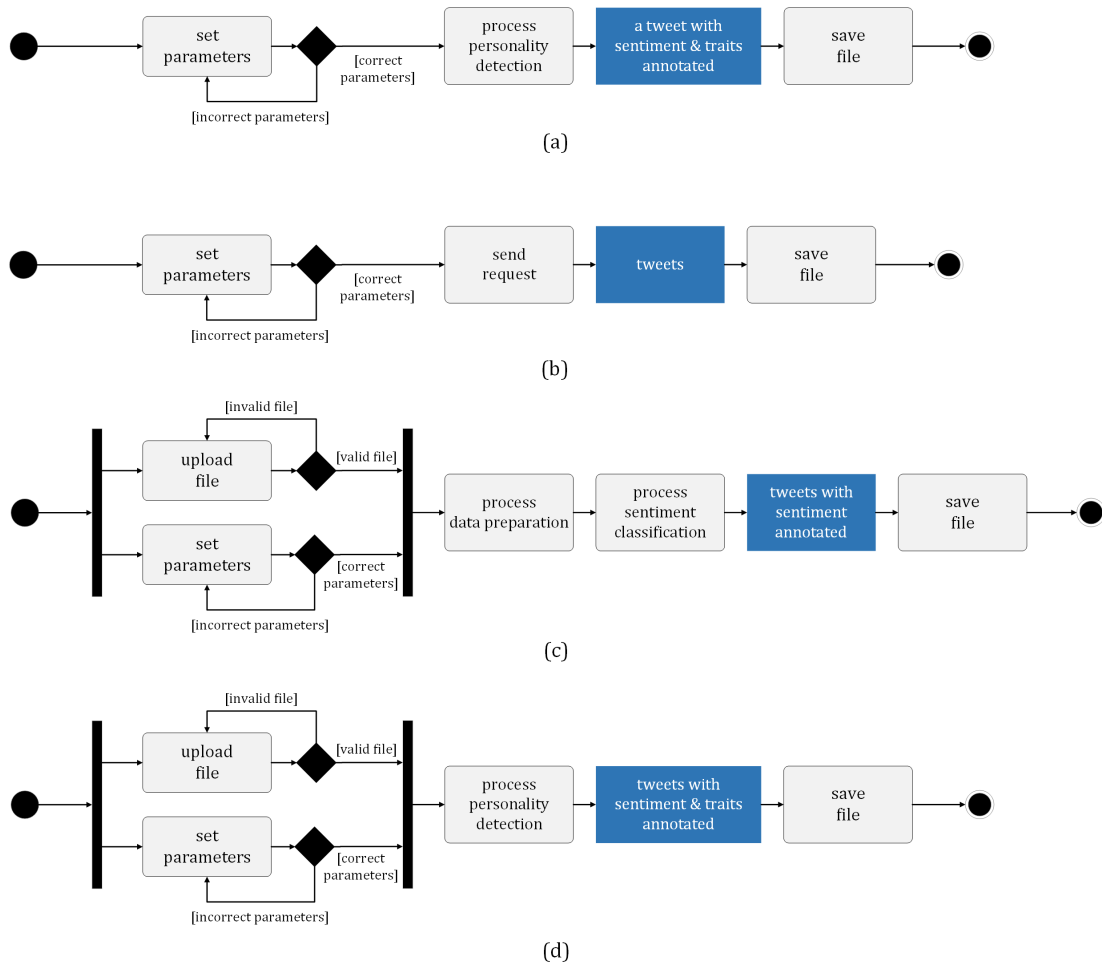 set
parameters
[correct
parameters]
[incorrect parameters]
process
personality
detection
a tweet with
sentiment & traits
annotated
save
file
(a)
set
parameters
[correct
parameters]
[incorrect parameters]
send
request
tweets
save
file
(b)
[invalid file]
upload
file
[valid file]
set
parameters
[correct
parameters]
[incorrect parameters]
process
data preparation
process
sentiment
classification
tweets with
sentiment
annotated
save
file
(c)
[invalid file]
upload
file
[valid file]
set
parameters
[correct
parameters]
[incorrect parameters]
process
personality
detection
tweets with
sentiment & traits
annotated
save
file
(d)